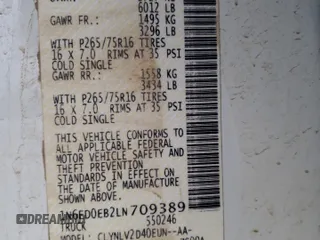 6012 LB
GAWR FR. 1495 KG
3296 LB
WITH P265/75R16 TIRES
16 X 7.0 RIMS AT 35 PSI
COLD SINGLE
GAWR RR. 1558 KG
3434 LB
WITH P265/75R16 TIRES
16 X 7.0 RIMS AT 35 PSI
COLD SINGLE
THIS VEHICLE CONFORMS TO
ALL APPLICABLE FEDERAL
MOTOR VEHICLE SAFETY AND
THEFT PREVENTION STANDARDS
IN EFFECT ON THE
DATE OF MANUFACTURE
SHOWN ABOVE.
1N6ED0EB2LN709389
TRUCK 550246
MODEL: CLYNLV2D40EUN--AA-